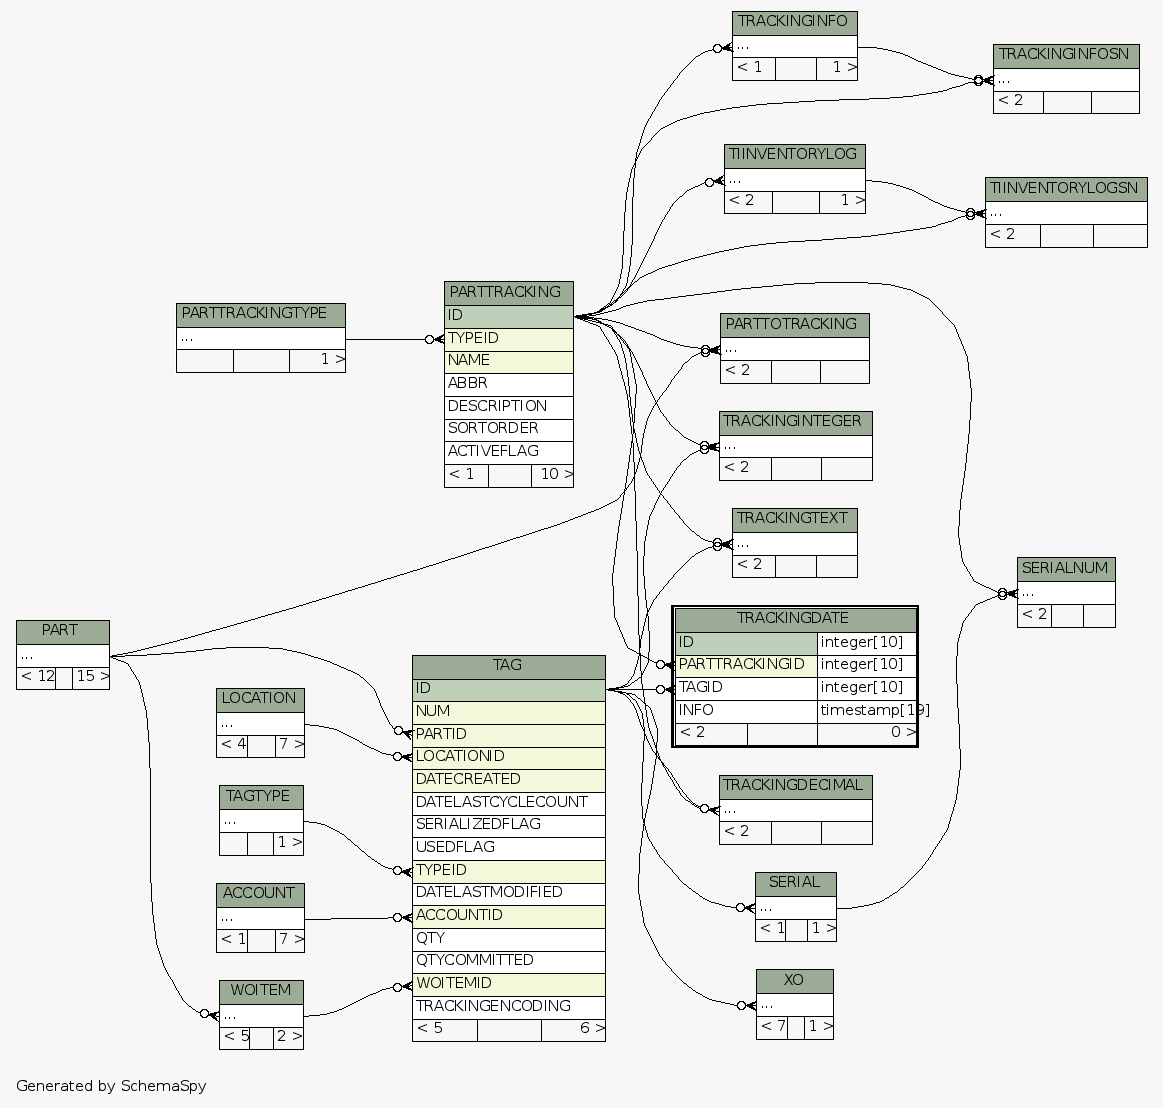 TRACKINGINFO
...
< 1 1 >
TRACKINGINFOSN
...
< 2
TIINVENTORYLOG
...
< 2 1 >
TIINVENTORYLOGSN
...
< 2
PARTTRACKINGTYPE
...
1 >
PARTTRACKING
ID
TYPEID
NAME
ABBR
DESCRIPTION
SORTORDER
ACTIVEFLAG
< 1 10 >
PARTTOTRACKING
...
< 2
TRACKINGINTEGER
...
< 2
TRACKINGTEXT
...
< 2
SERIALNUM
...
< 2
TRACKINGDATE
ID integer[10]
PARTTRACKINGID integer[10]
TAGID integer[10]
INFO timestamp[19]
< 2 0 >
PART
...
< 12 15 >
LOCATION
...
< 4 7 >
TAGTYPE
...
1 >
ACCOUNT
...
< 1 7 >
WOITEM
...
< 5 2 >
TAG
ID
NUM
PARTID
LOCATIONID
DATECREATED
DATELASTCYCLECOUNT
SERIALIZEDFLAG
USEDFLAG
TYPEID
DATELASTMODIFIED
ACCOUNTID
QTY
QTYCOMMITTED
WOITEMID
TRACKINGENCODING
< 5 6 >
TRACKINGDECIMAL
...
< 2
SERIAL
...
< 1 1 >
XO
...
< 7 1 >
Generated by SchemaSpy